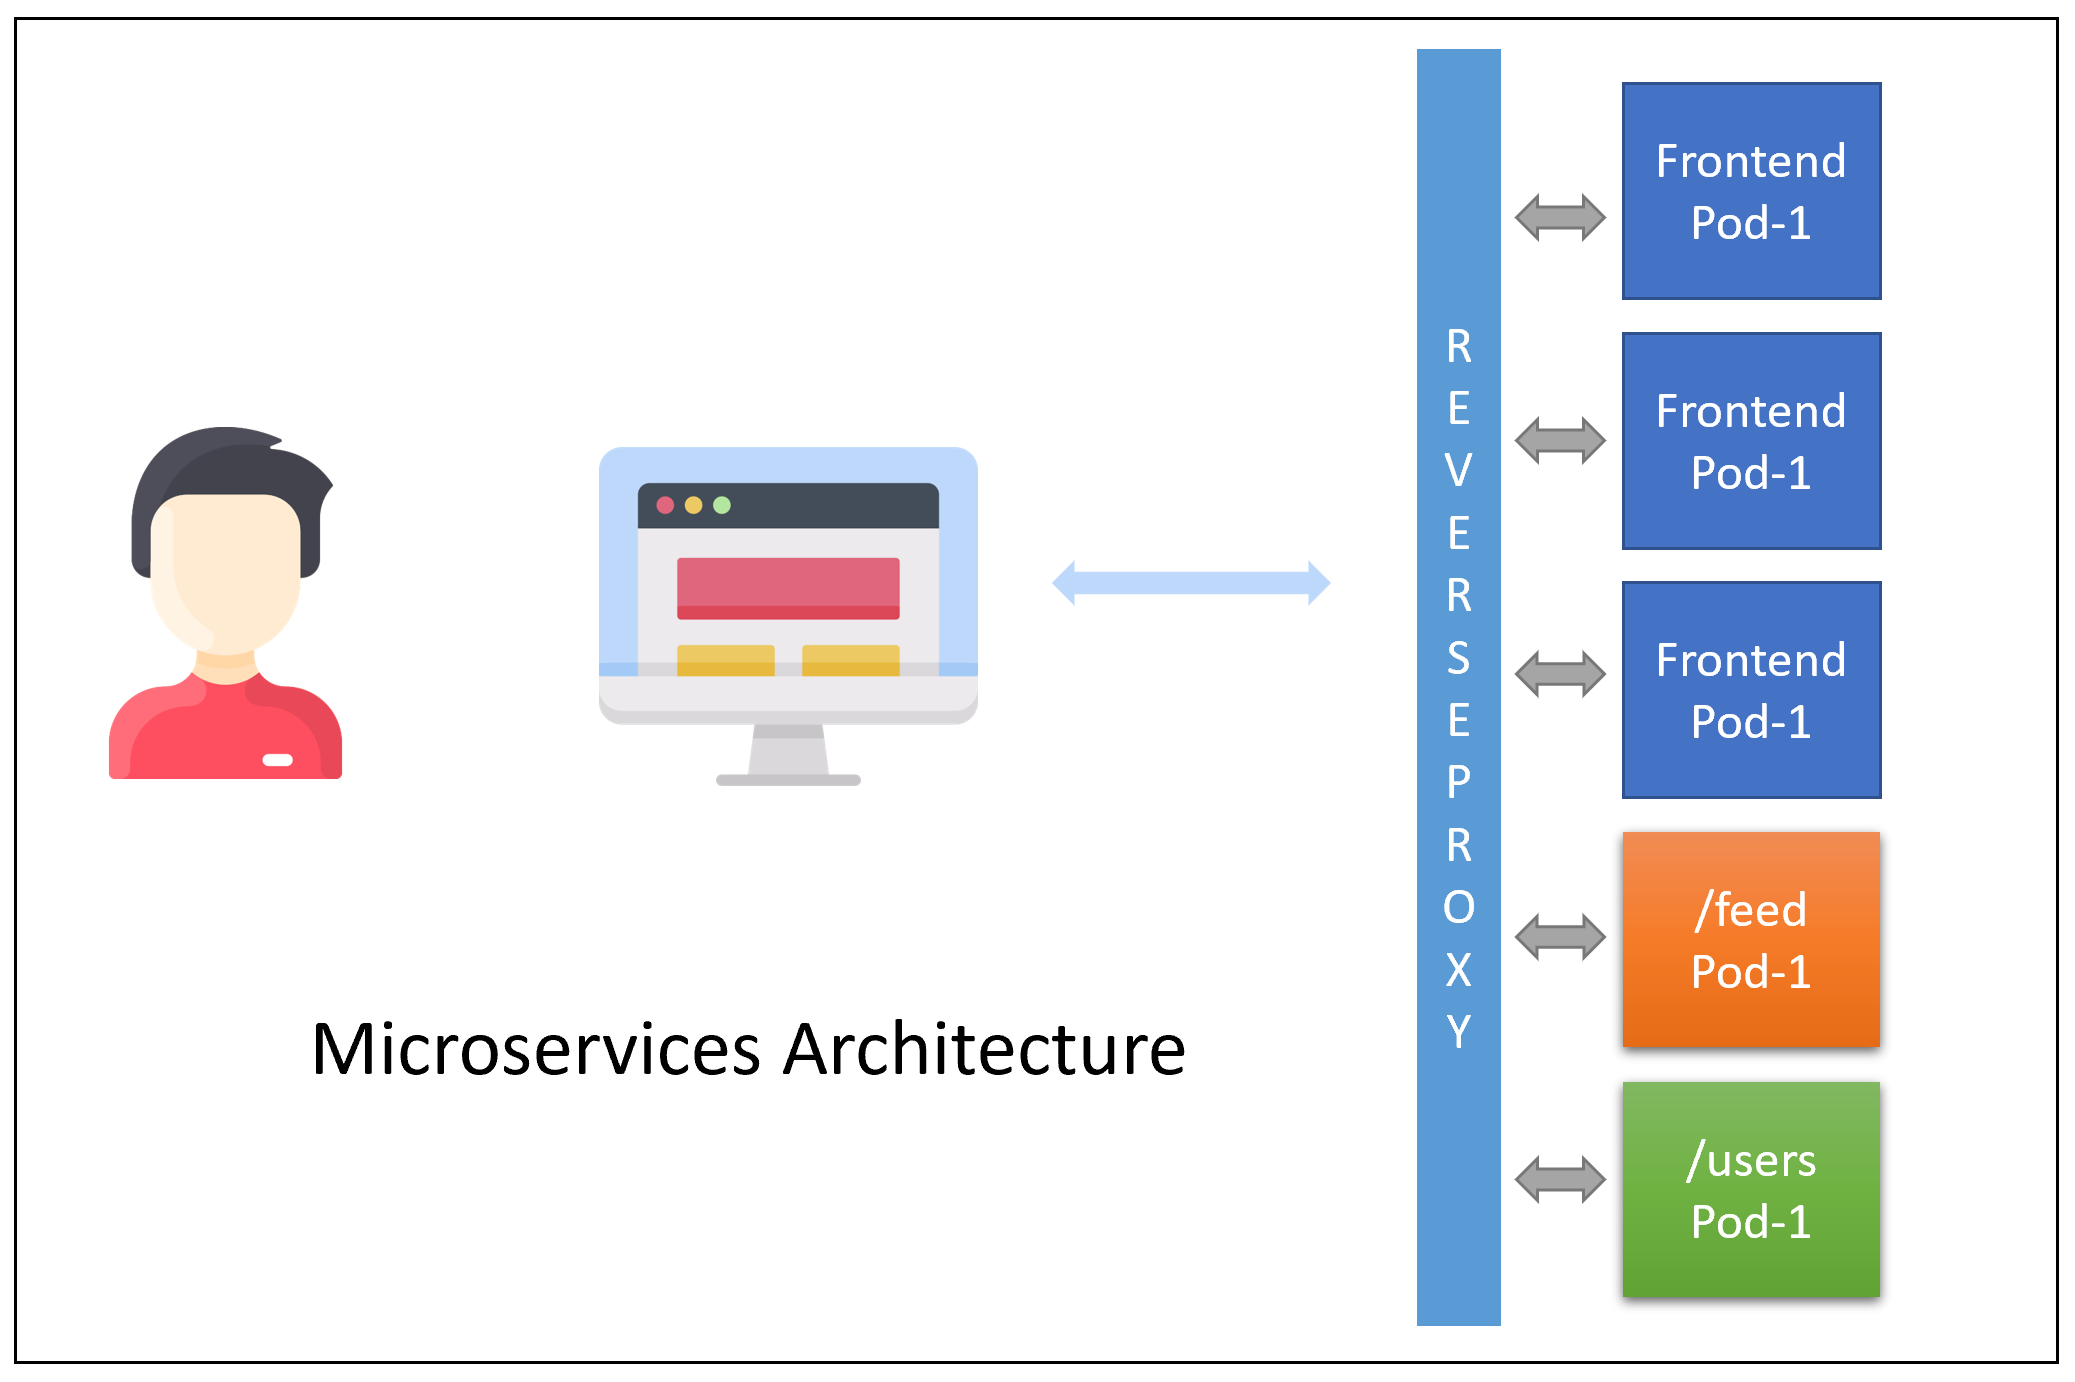 Microservices Architecture
R
E
V
E
R
S
E
P
R
O
X
Y
Frontend
Pod-1
Frontend
Pod-1
Frontend
Pod-1
/feed
Pod-1
/users
Pod-1